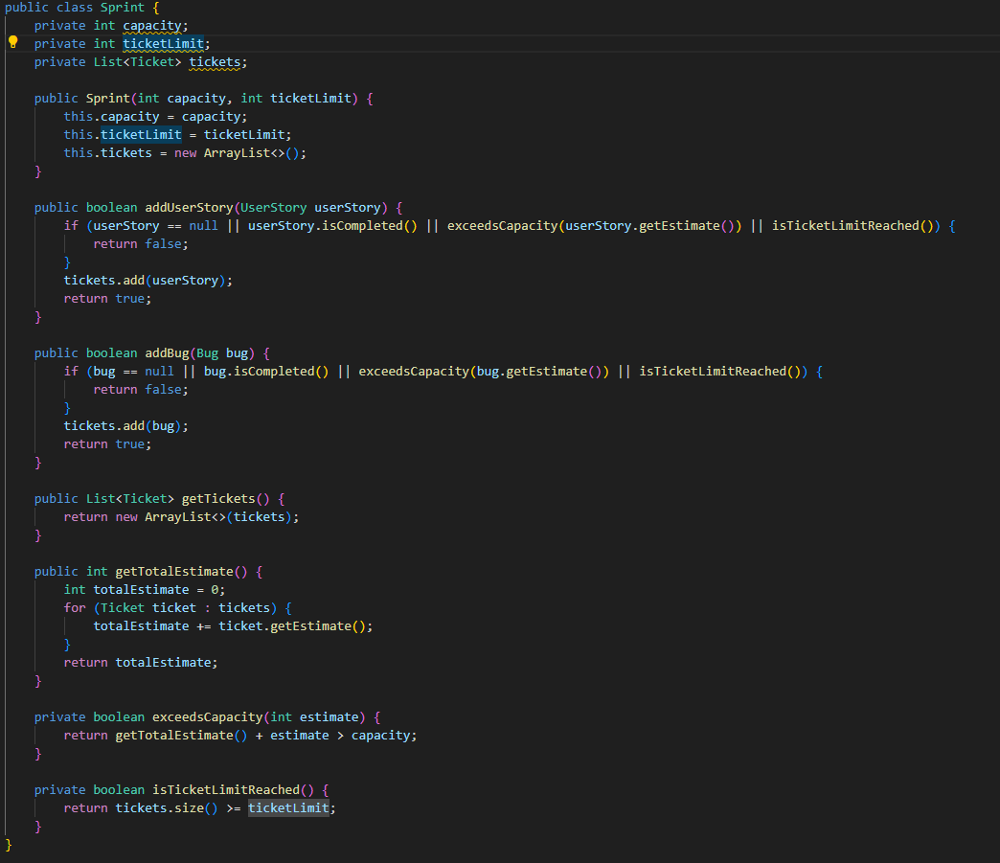 public class Sprint {
    private int capacity;
    private int ticketLimit;
    private List<Ticket> tickets;

    public Sprint(int capacity, int ticketLimit) {
        this.capacity = capacity;
        this.ticketLimit = ticketLimit;
        this.tickets = new ArrayList<>();
    }

    public boolean addUserStory(UserStory userStory) {
        if (userStory == null || userStory.isCompleted() || exceedsCapacity(userStory.getEstimate()) || isTicketLimitReached()) {
            return false;
        }
        tickets.add(userStory);
        return true;
    }

    public boolean addBug(Bug bug) {
        if (bug == null || bug.isCompleted() || exceedsCapacity(bug.getEstimate()) || isTicketLimitReached()) {
            return false;
        }
        tickets.add(bug);
        return true;
    }

    public List<Ticket> getTickets() {
        return new ArrayList<>(tickets);
    }

    public int getTotalEstimate() {
        int totalEstimate = 0;
        for (Ticket ticket : tickets) {
            totalEstimate += ticket.getEstimate();
        }
        return totalEstimate;
    }

    private boolean exceedsCapacity(int estimate) {
        return getTotalEstimate() + estimate > capacity;
    }

    private boolean isTicketLimitReached() {
        return tickets.size() >= ticketLimit;
    }
}